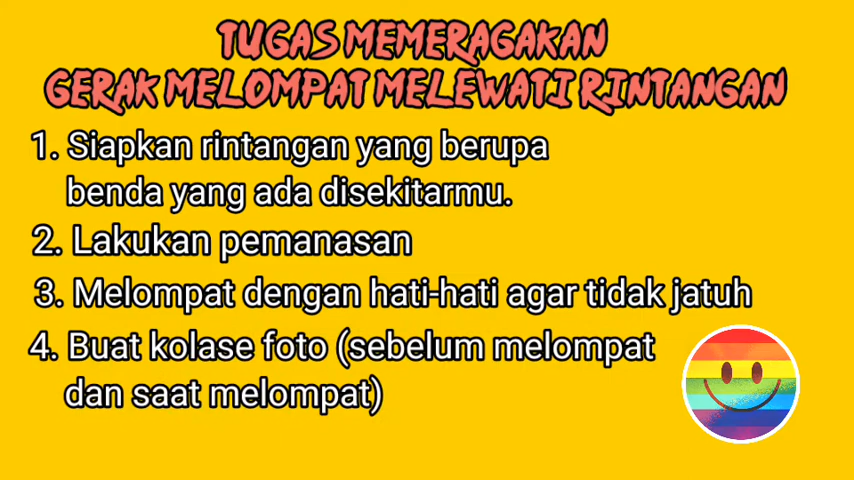 TUGAS MEMERAGAKAN
GERAK MELOMPAT MELEWATI RINTANGAN
1. Siapkan rintangan yang berupa
benda yang ada disekitarmu.
2. Lakukan pemanasan
3. Melompat dengan hati-hati agar tidak jatuh
4. Buat kolase foto (sebelum melompat
dan saat melompat)